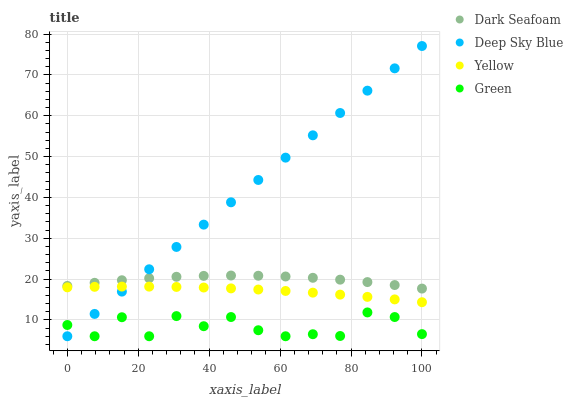 title
Dark Seafoam
Deep Sky Blue
Yellow
Green
yaxis_label
80
70
60
50
40
30
20
10
0 20 40 60 80 100
xaxis_label